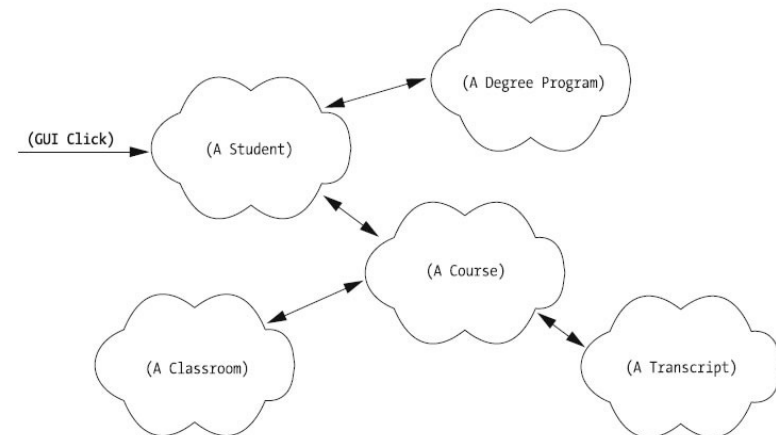 (A Degree Program)
(GUI Click)
(A Student)
(A Course)
(A Classroom)
(A Transcript)